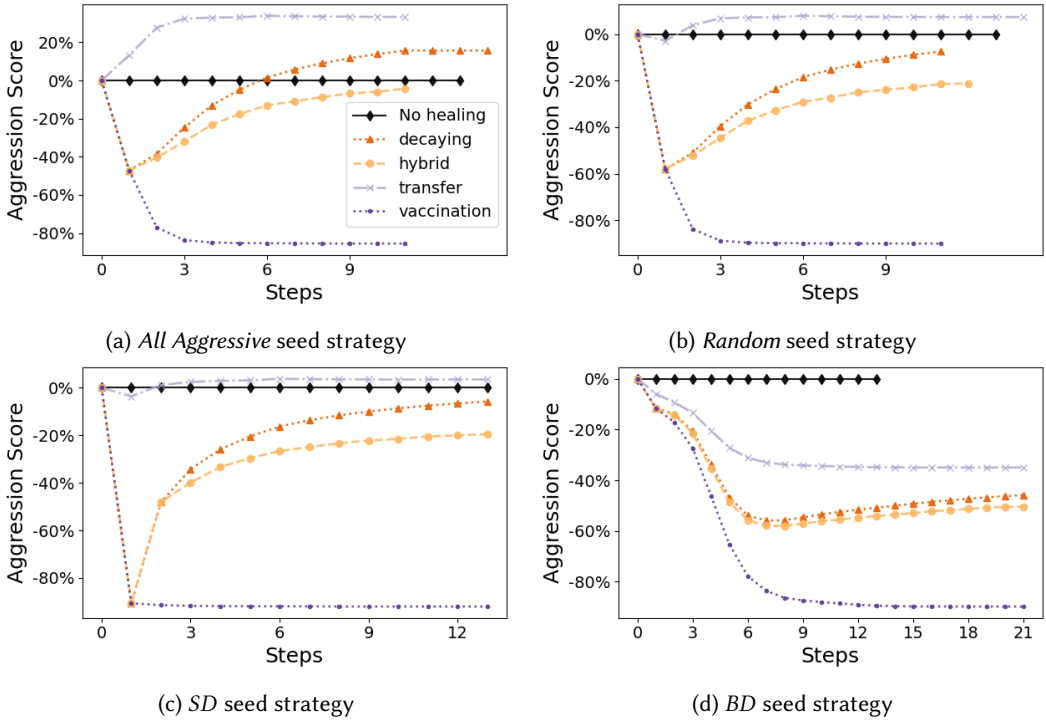 Aggression Score
20%
0%
-20%
-40%
-60%
-80%
No healing
decaying
hybrid
transfer
vaccination
0 3 6 9
Steps
(a) All Aggressive seed strategy
Aggression Score
0%
-20%
-40%
-60%
-80%
0 3 6 9
Steps
(b) Random seed strategy
Aggression Score
0%
-20%
-40%
-60%
-80%
0 3 6 9 12
Steps
(c) SD seed strategy
Aggression Score
0%
-20%
-40%
-60%
-80%
0 3 6 9 12 15 18 21
Steps
(d) BD seed strategy